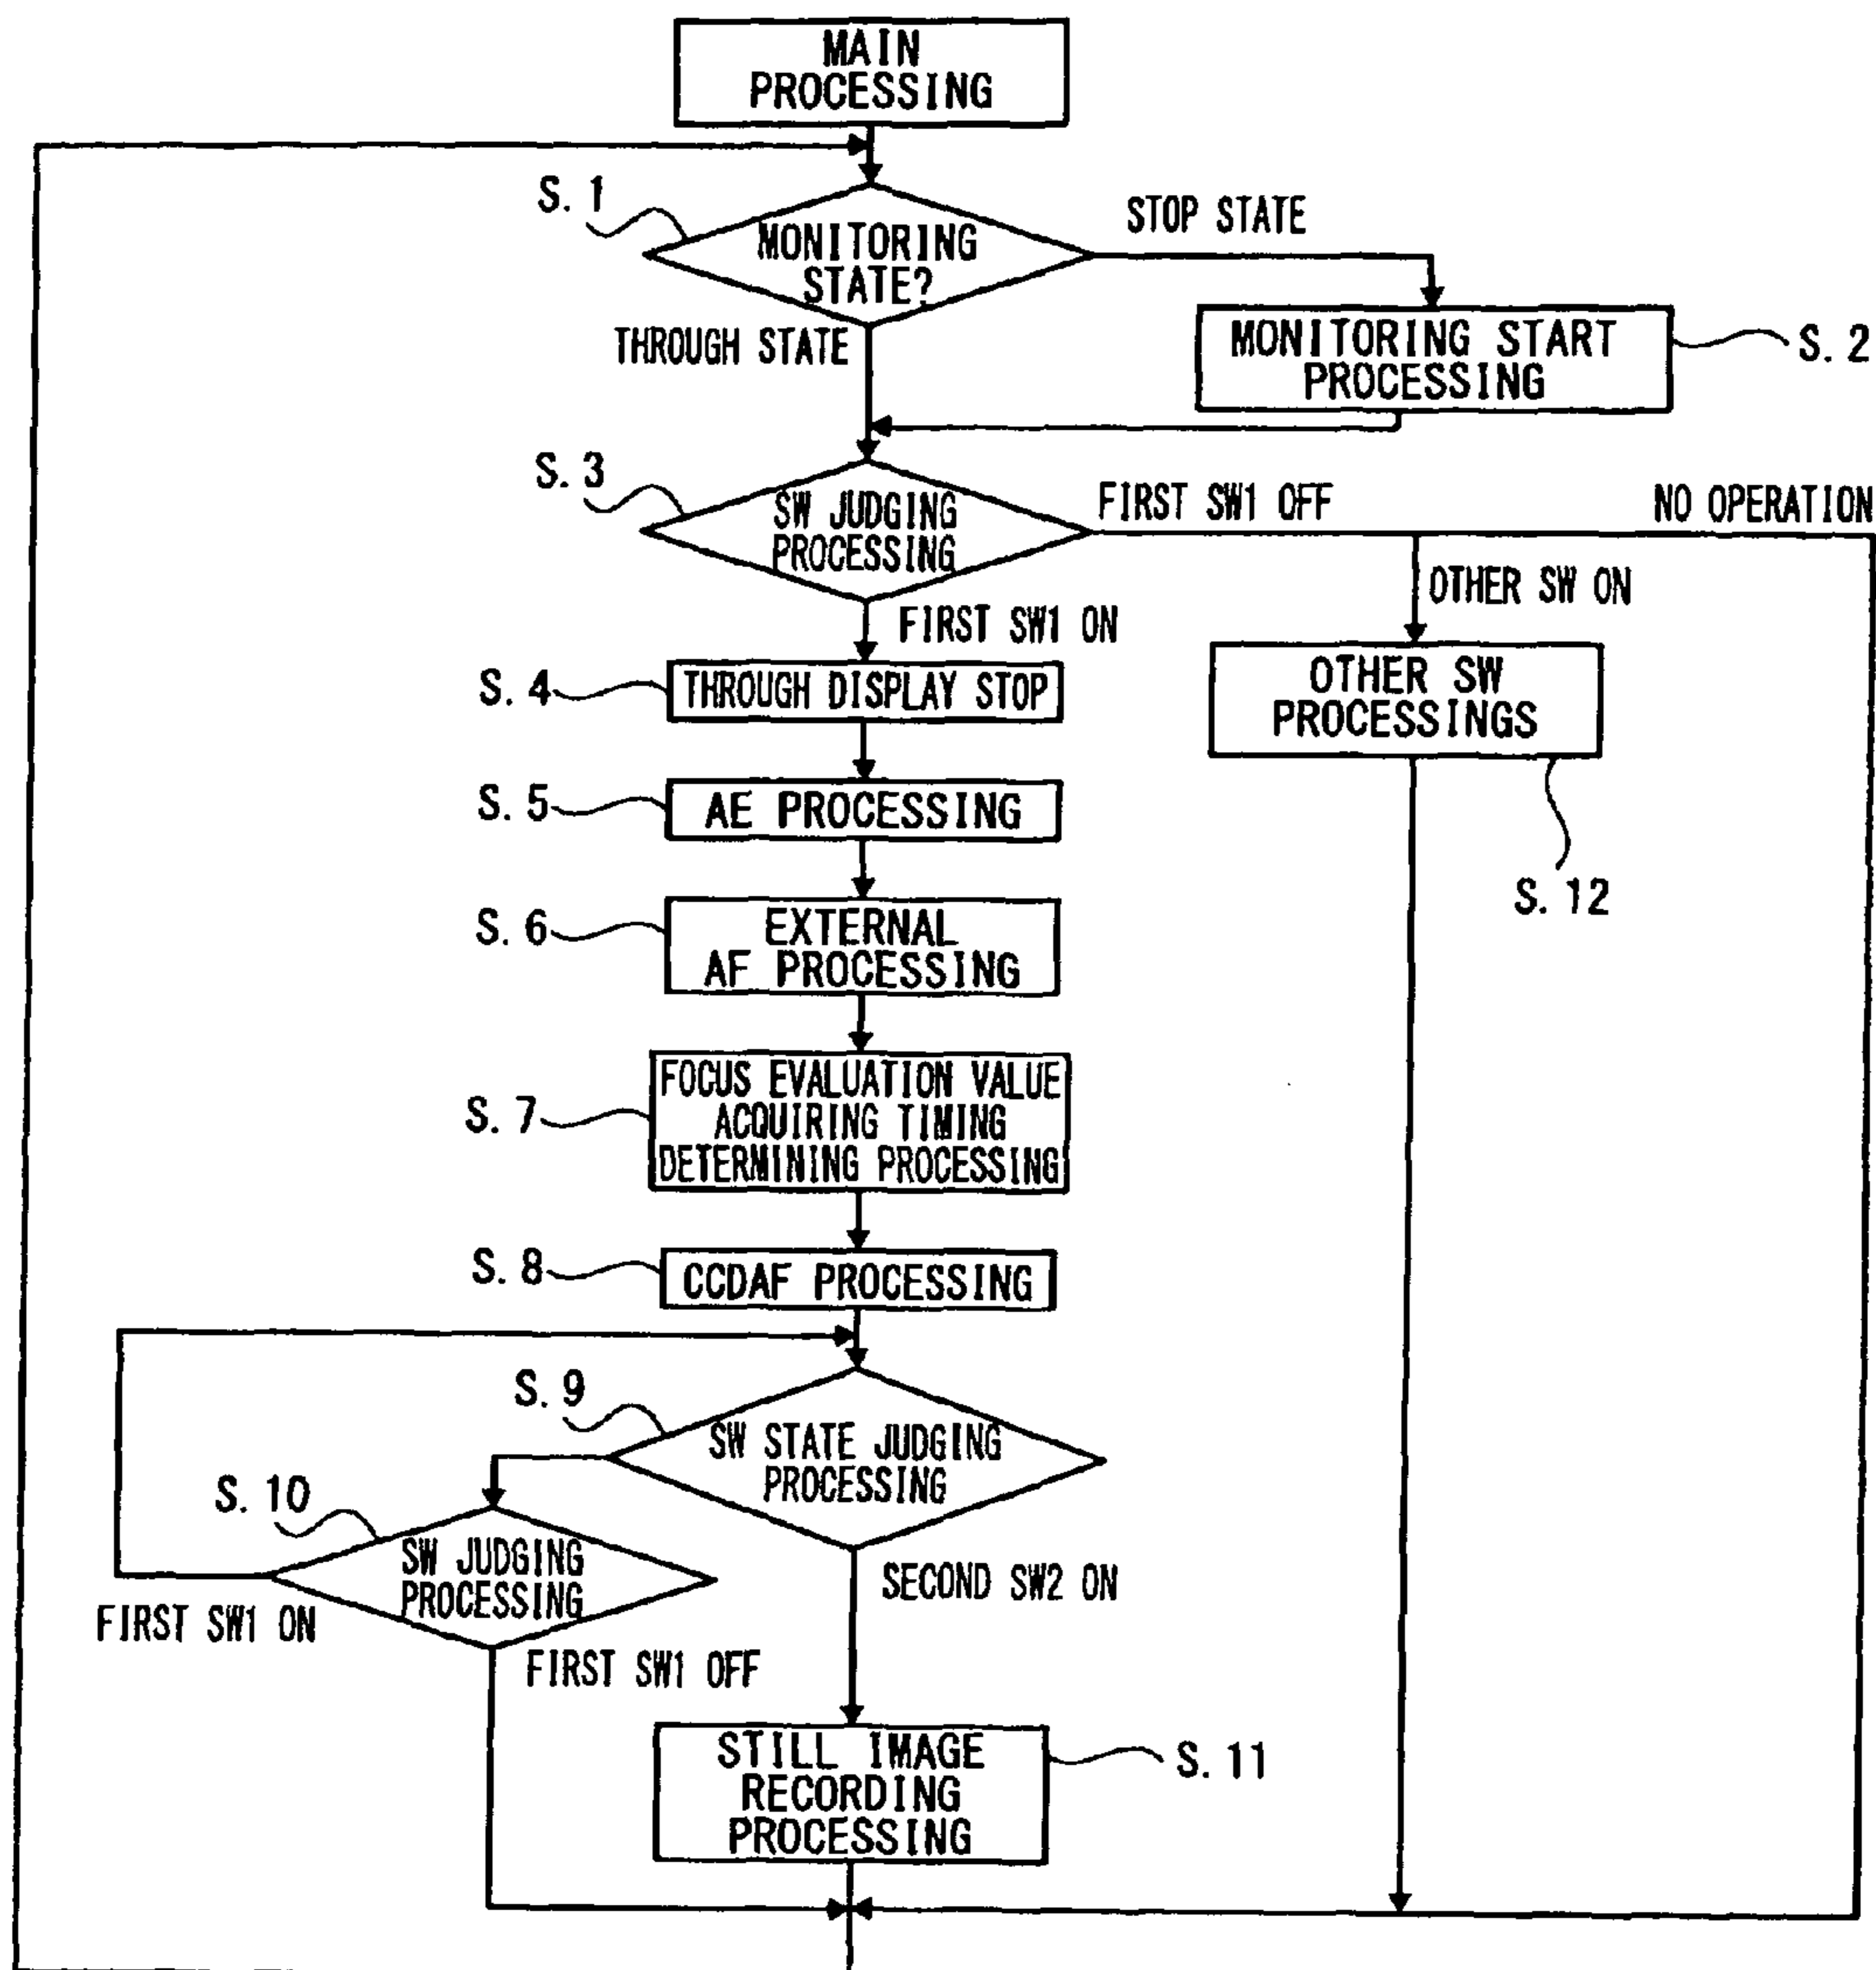 MAIN
PROCESSING
S. 1
MONITORING
STATE?
STOP STATE
THROUGH STATE
MONITORING START
PROCESSING
S. 2
S. 3
SW JUDGING
PROCESSING
FIRST SW1 OFF
NO OPERATION
OTHER SW ON
FIRST SW1 ON
S. 4
THROUGH DISPLAY STOP
OTHER SW
PROCESSINGS
S. 12
S. 5
AE PROCESSING
S. 6
EXTERNAL
AF PROCESSING
S. 7
FOCUS EVALUATION VALUE
ACQUIRING TIMING
DETERMINING PROCESSING
S. 8
CCDAF PROCESSING
S. 9
SW STATE JUDGING
PROCESSING
S. 10
SW JUDGING
PROCESSING
FIRST SW1 ON
SECOND SW2 ON
FIRST SW1 OFF
STILL IMAGE
RECORDING
PROCESSING
S. 11